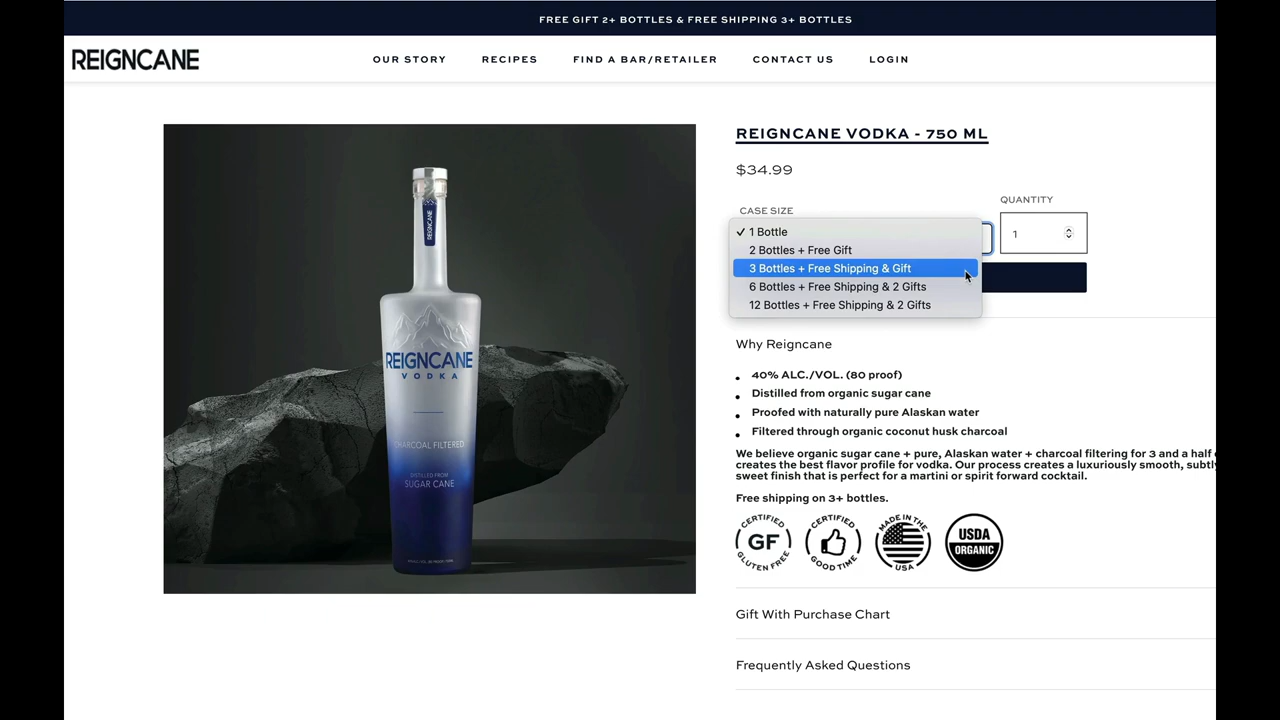 FREE GIFT 2+ BOTTLES & FREE SHIPPING 3+ BOTTLES
REIGNCANE
OUR STORY
RECIPES
FIND A BAR/RETAILER
CONTACT US
LOGIN
REIGNCANE VODKA - 750 ML
$34.99
CASE SIZE
QUANTITY
✓ 1 Bottle
1
2 Bottles + Free Gift
3 Bottles + Free Shipping & Gift
6 Bottles + Free Shipping & 2 Gifts
12 Bottles + Free Shipping & 2 Gifts
REIGNCANE
REIGNCANE
VODKA
CHARCOAL FILTERED
DISTILLED FROM
SUGAR CANE
Why Reigncane
40% ALC./VOL. (80 proof)
Distilled from organic sugar cane
Proofed with naturally pure Alaskan water
Filtered through organic coconut husk charcoal
We believe organic sugar cane + pure, Alaskan water + charcoal filtering for 3 and a half
creates the best flavor profile for vodka. Our process creates a luxuriously smooth, subtly
sweet finish that is perfect for a martini or spirit forward cocktail.
Free shipping on 3+ bottles.
CERTIFIED
GF
GLUTEN FREE
CERTIFIED
GOOD TIME
MADE IN THE
USA
USDA
ORGANIC
Gift With Purchase Chart
Frequently Asked Questions